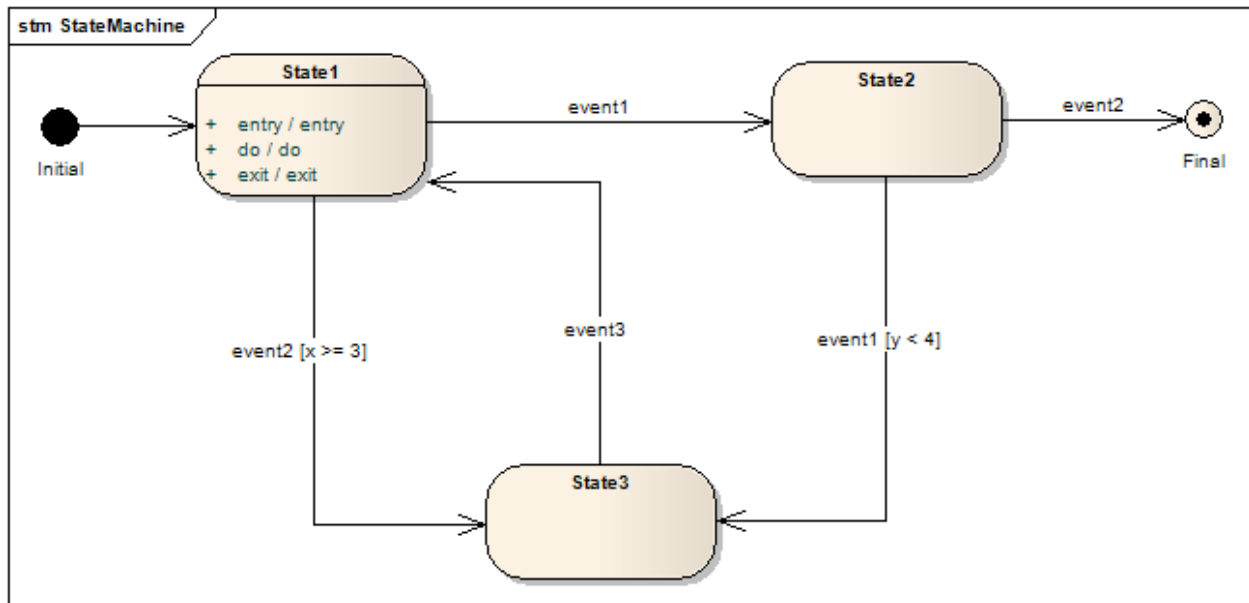 stm StateMachine
State1
+ entry / entry
+ do / do
+ exit / exit
Initial
event1
State2
event2
Final
event2 [x >= 3]
event3
event1 [y < 4]
State3